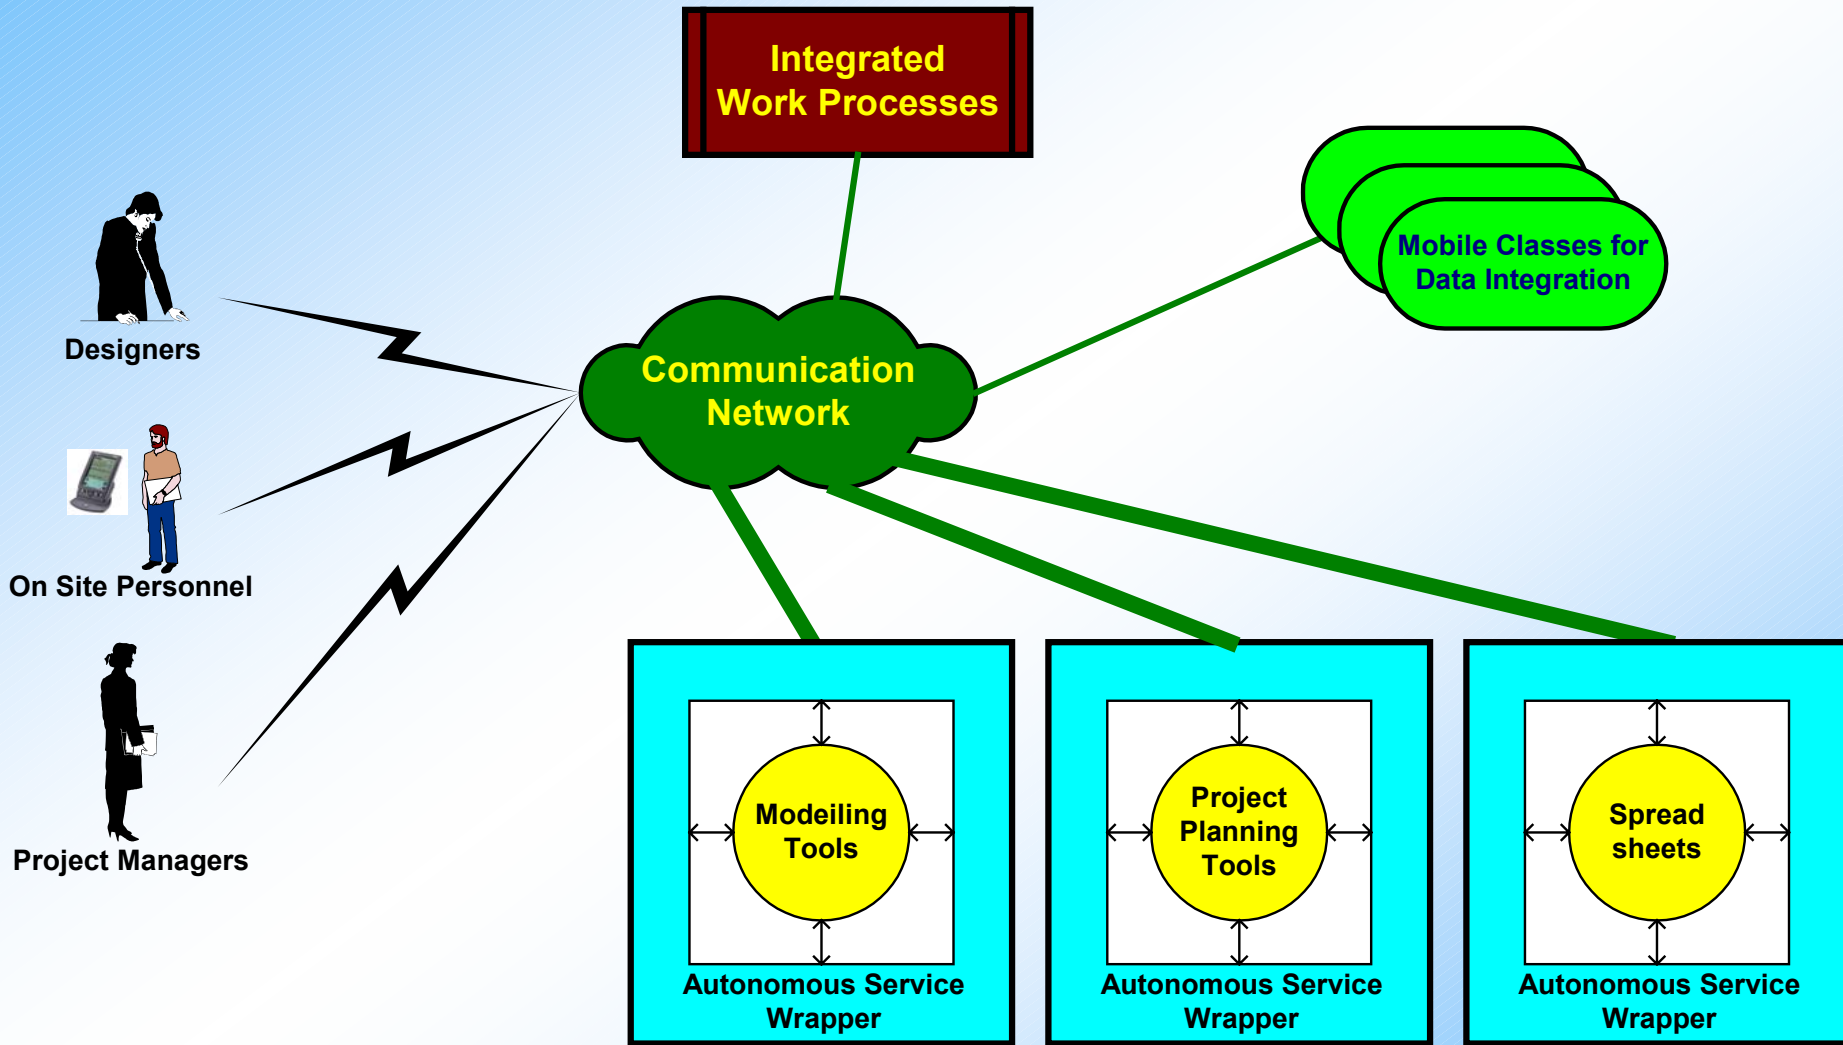 Integrated
Work Processes
Mobile Classes for
Data Integration
Designers
Communication
Network
On Site Personnel
Project Managers
Modeiling
Tools
Autonomous Service
Wrapper
Project
Planning
Tools
Autonomous Service
Wrapper
Spread
sheets
Autonomous Service
Wrapper